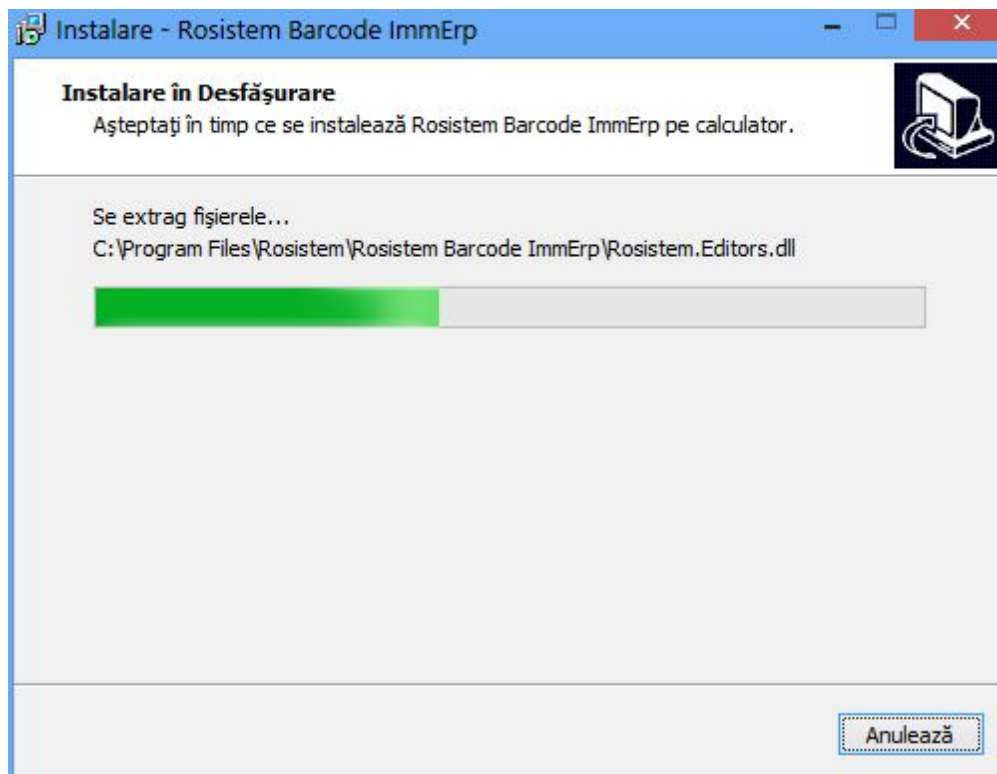 Instalare - Rosistem Barcode ImmErp
Instalare în Desfăşurare
Aşteptaţi în timp ce se instalează Rosistem Barcode ImmErp pe calculator.
Se extrag fişierele...
C:\Program Files\Rosistem\Rosistem Barcode ImmErp\Rosistem.Editors.dll
Anulează